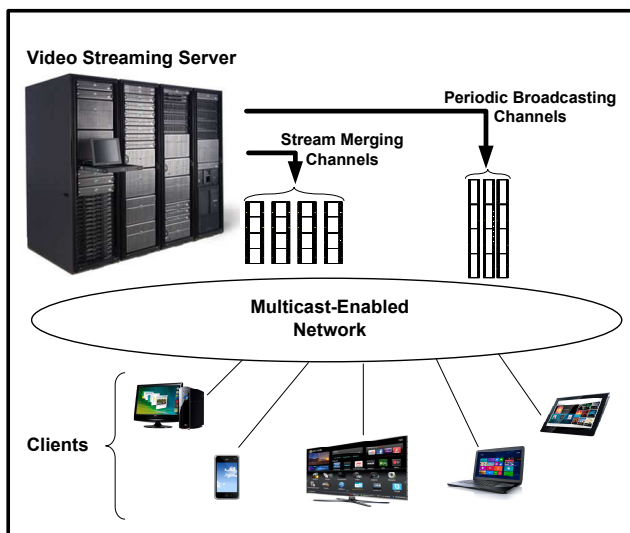 Video Streaming Server
Periodic Broadcasting
Channels
Stream Merging
Channels
Multicast-Enabled
Network
Clients